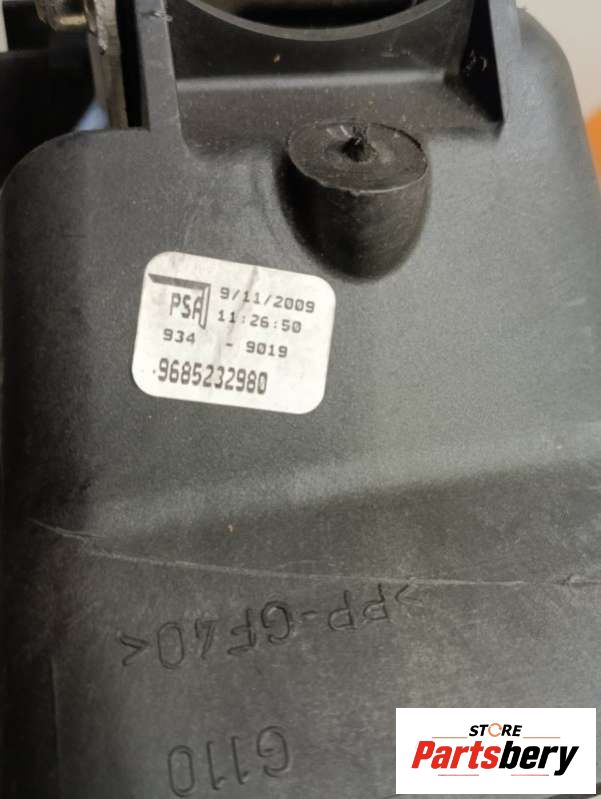 PSA
9/11/2009
11:26:50
934 - 9019
9685232980
>PP-GF40<
G110
STORE
Partsbery